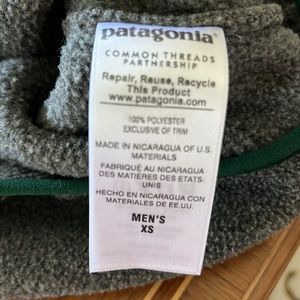 patagonia®
COMMON THREADS
PARTNERSHIP
Repair, Reuse, Recycle
This Product
www.patagonia.com
100% POLYESTER
EXCLUSIVE OF TRIM
MADE IN NICARAGUA OF U.S.
MATERIALS
FABRIQUÉ AU NICARAGUA
DES MATIÈRES DES ETATS-
UNIS
HECHO EN NICARAGUA CON
MATERIALES DE EE.UU.
MEN'S
XS